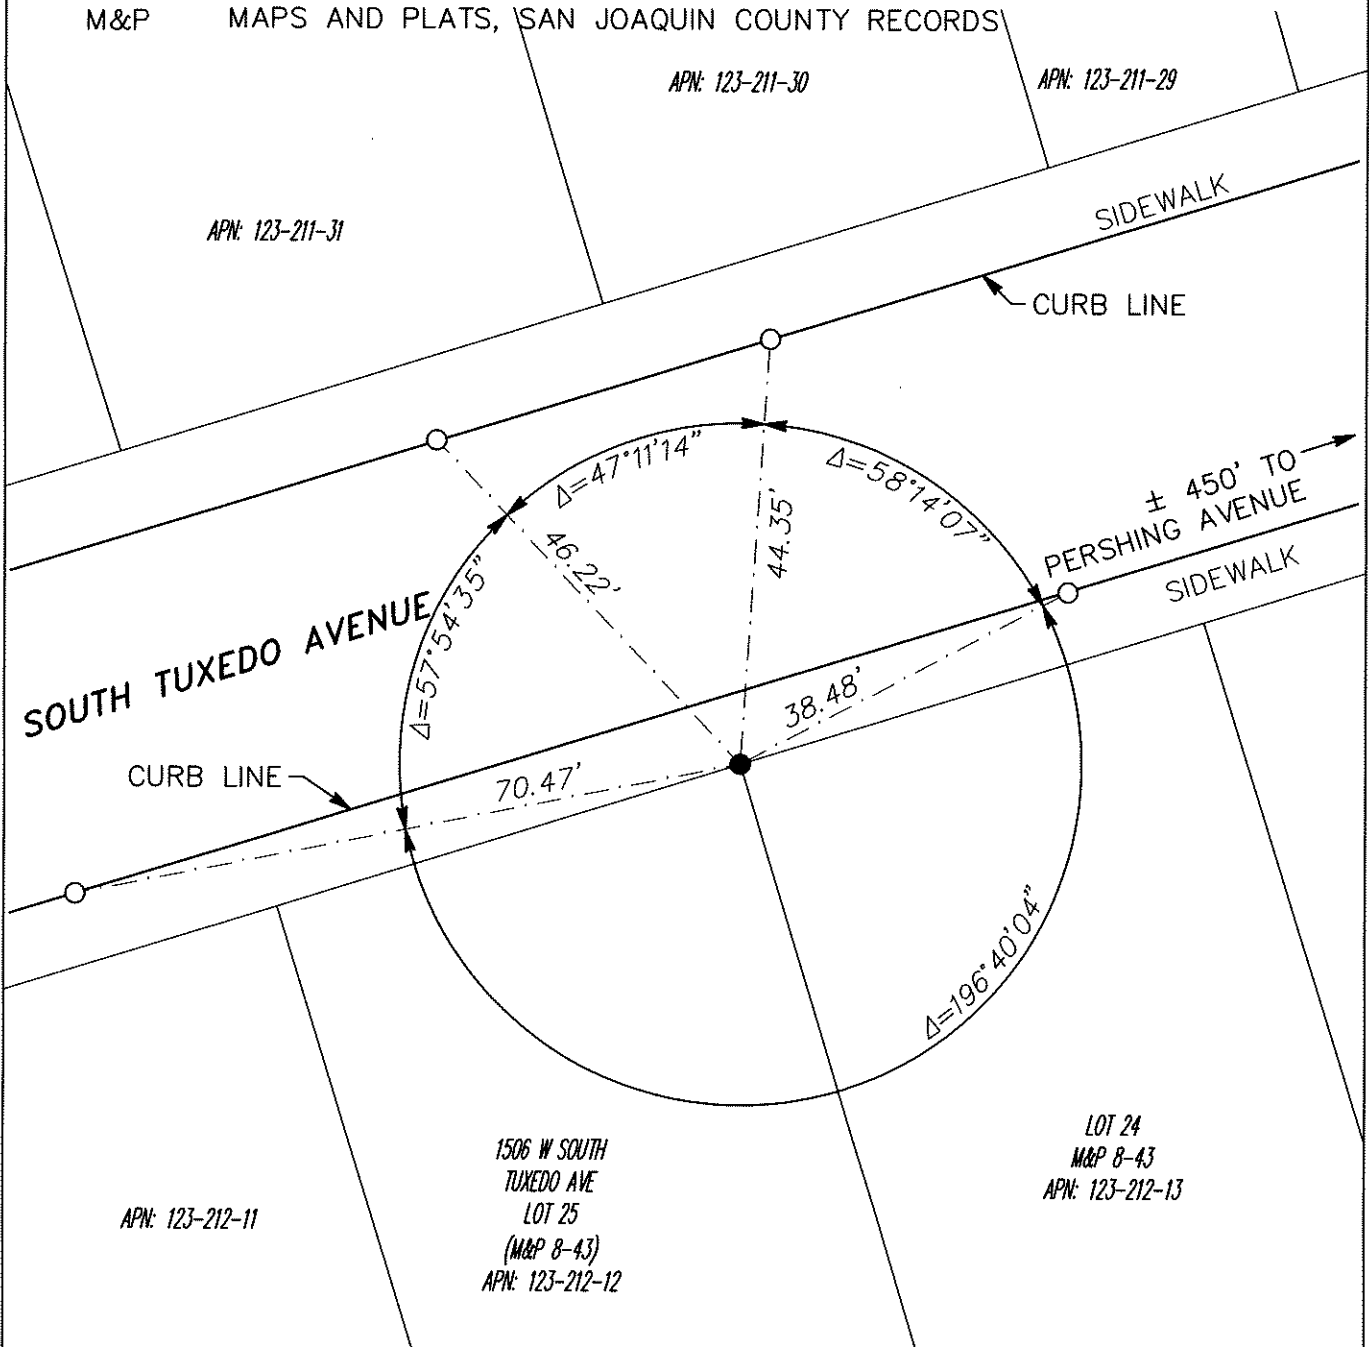 M&P MAPS AND PLATS, SAN JOAQUIN COUNTY RECORDS
APN: 123-211-30
APN: 123-211-29
APN: 123-211-31
SIDEWALK
CURB LINE
Δ=47°11'14"
Δ=58°14'07"
± 450' TO
PERSHING AVENUE
44.35'
46.22'
SIDEWALK
Δ=57°54'35"
SOUTH TUXEDO AVENUE
38.48'
CURB LINE
70.47'
Δ=196°40'04"
1506 W SOUTH
TUXEDO AVE
LOT 25
(M&P 8-43)
APN: 123-212-12
LOT 24
M&P 8-43
APN: 123-212-13
APN: 123-212-11